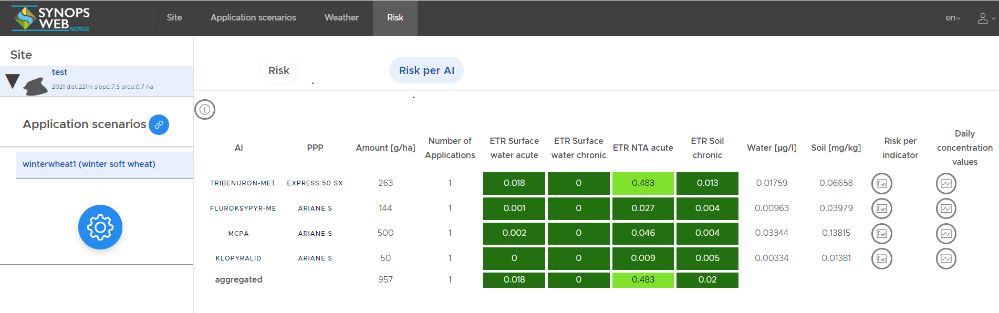 SYNOPS
WEB
NORGE
Site
Application scenarios
Weather
Risk
en
Site
test
2021 dist:221m slope:7.5 area:0.7 ha
Application scenarios
winterwheat1 (winter soft wheat)
Risk
Risk per AI
AI
PPP
Amount [g/ha]
Number of
Applications
ETR Surface
water acute
ETR Surface
water chronic
ETR NTA acute
ETR Soil
chronic
Water [µg/l]
Soil [mg/kg]
Risk per
indicator
Daily
concentration
values
TRIBENURON-MET EXPRESS 50 SX 263 1 0.018 0 0.483 0.013 0.01759 0.06658
FLUROKSYPYR-ME ARIANE S 144 1 0.001 0 0.027 0.004 0.00963 0.03979
MCPA ARIANE S 500 1 0.002 0 0.046 0.004 0.03344 0.13815
KLOPYRALID ARIANE S 50 1 0 0 0.009 0.005 0.00334 0.01381
aggregated 957 1 0.018 0 0.483 0.02